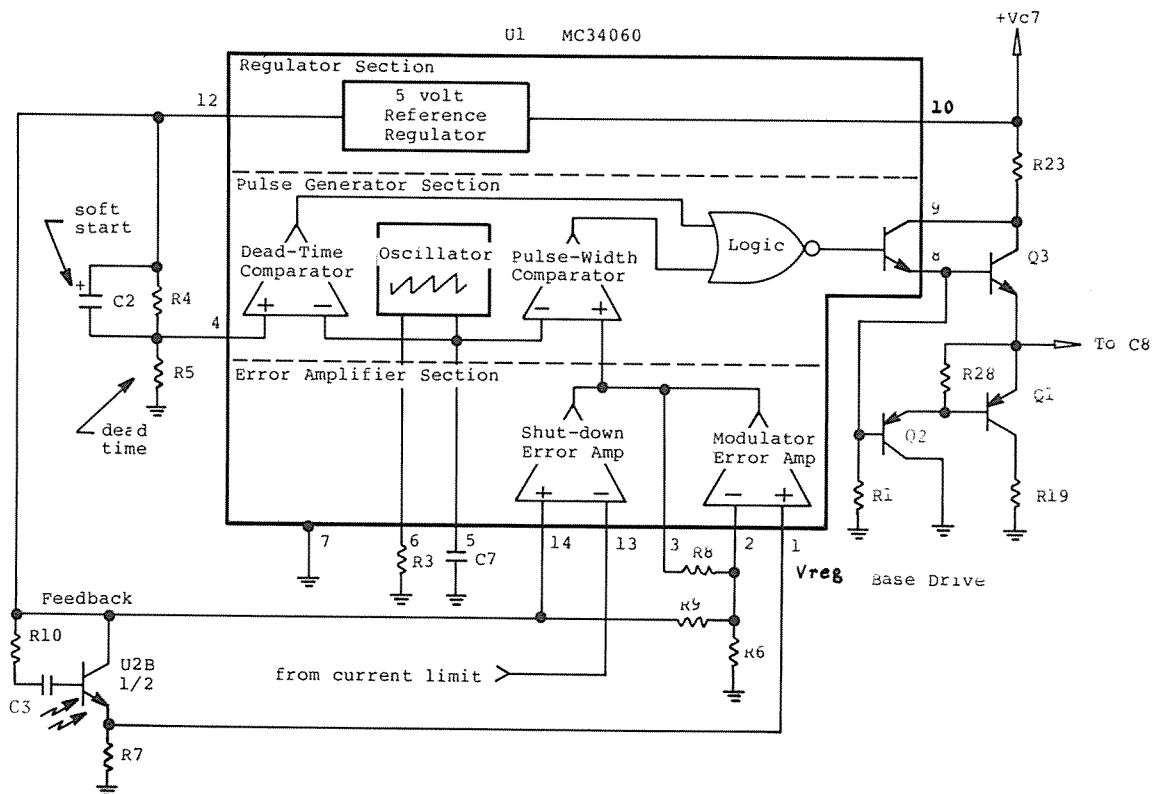 +Vc7
U1 MC34060
Regulator Section
12
5 volt
Reference
Regulator
10
R23
Pulse Generator Section
soft
start
9
Dead-Time
Comparator
Oscillator
Pulse-Width
Comparator
Logic
8
Q3
+
C2
R4
+ −
− +
4
To C8
R5
Error Amplifier Section
R28
Q1
dead
time
Shut-down
Error Amp
Modulator
Error Amp
Q2
+ −
− +
R1
R19
7
6
R3
5
C7
14
13
3
R8
2
1
Vreg
Base Drive
Feedback
R9
R10
R6
U2B
1/2
from current limit
C3
R7